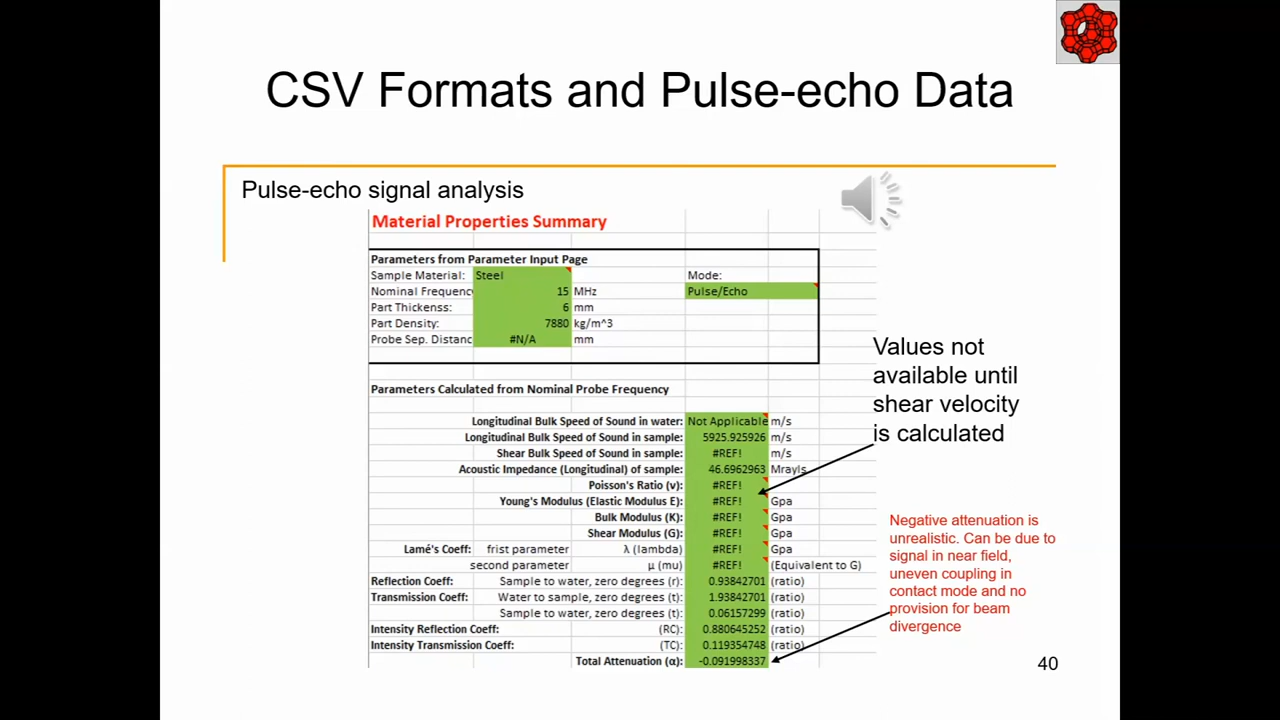 CSV Formats and Pulse-echo Data
Pulse-echo signal analysis
Material Properties Summary
Parameters from Parameter Input Page
Sample Material: Steel Mode:
Nominal Frequenc 15 MHz Pulse/Echo
Part Thickenss: 6 mm
Part Density: 7880 kg/m^3
Probe Sep. Distanc #N/A mm
Parameters Calculated from Nominal Probe Frequency
Longitudinal Bulk Speed of Sound in water: Not Applicable m/s
Longitudinal Bulk Speed of Sound in sample: 5925.925926 m/s
Shear Bulk Speed of Sound in sample: #REF! m/s
Acoustic Impedance (Longitudinal) of sample: 46.6962963 Mrayls
Poisson's Ratio (ν): #REF!
Young's Modulus (Elastic Modulus E): #REF! Gpa
Bulk Modulus (K): #REF! Gpa
Shear Modulus (G): #REF! Gpa
Lamé's Coeff: frist parameter λ (lambda) #REF! Gpa
second parameter μ (mu) #REF! (Equivalent to G)
Reflection Coeff: Sample to water, zero degrees (r): 0.93842701 (ratio)
Transmission Coeff: Water to sample, zero degrees (t): 1.93842701 (ratio)
Sample to water, zero degrees (t): 0.06157299 (ratio)
Intensity Reflection Coeff: (RC): 0.880645252 (ratio)
Intensity Transmission Coeff: (TC): 0.119354748 (ratio)
Total Attenuation (α): -0.091998337
Values not
available until
shear velocity
is calculated
Negative attenuation is
unrealistic. Can be due to
signal in near field,
uneven coupling in
contact mode and no
provision for beam
divergence
40